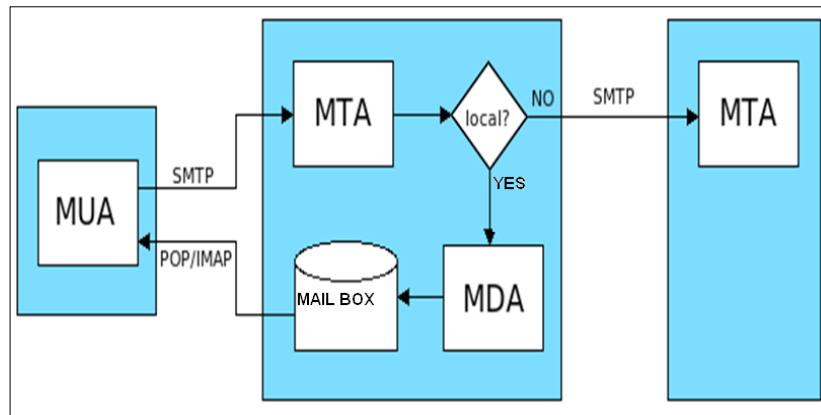 MUA
SMTP
POP/IMAP
MTA
local?
NO
YES
MDA
MAIL BOX
SMTP
MTA